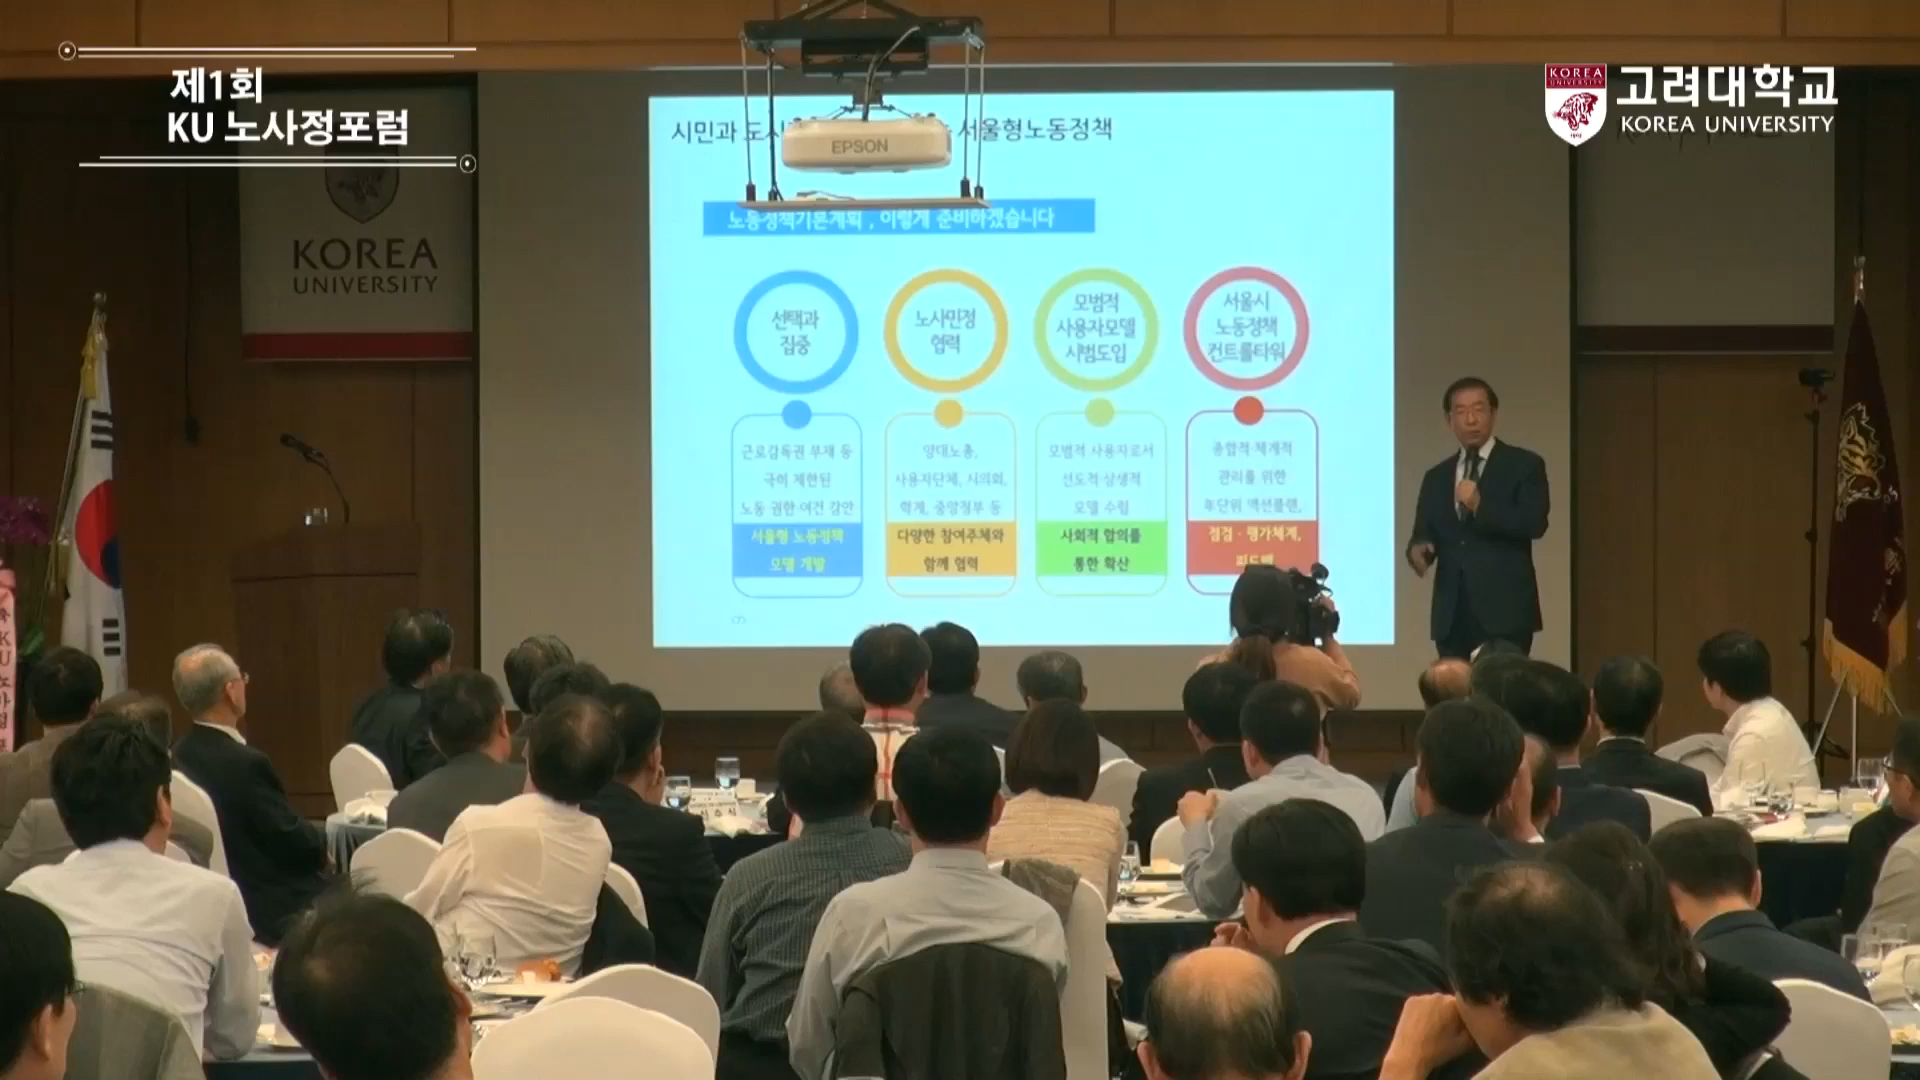 제1회
KU 노사정포럼
KOREA
UNIVERSITY
고려대학교
KOREA UNIVERSITY
KOREA
UNIVERSITY
EPSON
시민과 서울형노동정책
노동정책기본계획 , 이렇게 준비하겠습니다
선택과
집중
근로감독권 부재 등
극히 제한된
노동 권한·여건 감안
서울형 노동정책
모델 개발
노사민정
협력
양대노총,
사용자단체, 시의회,
학계, 중앙정부 등
다양한 참여주체와
함께 협력
모범적
사용자모델
시범도입
모범적 사용자로서
선도적·상생적
모델 수립
사회적 합의를
통한 확산
서울시
노동정책
컨트롤타워
종합적·체계적
관리를 위한
年단위 액션플랜,
점검 · 평가체계,
피드백